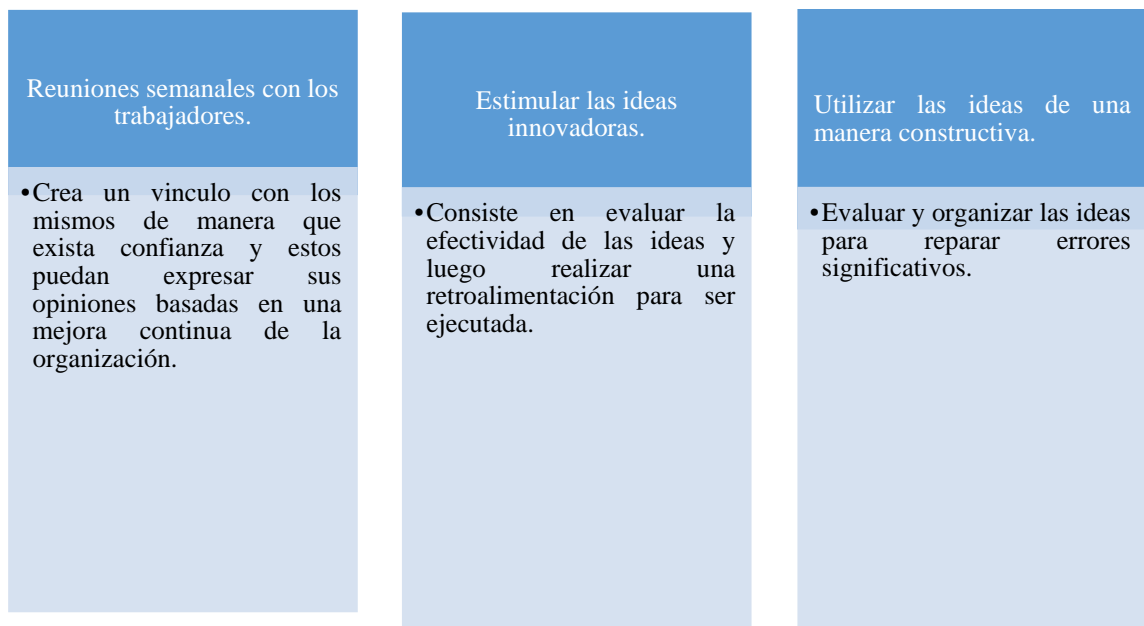 Reuniones semanales con los
trabajadores.
•Crea un vinculo con los
mismos de manera que
exista confianza y estos
puedan expresar sus
opiniones basadas en una
mejora continua de la
organización.
Estimular las ideas
innovadoras.
•Consiste en evaluar la
efectividad de las ideas y
luego realizar una
retroalimentación para ser
ejecutada.
Utilizar las ideas de una
manera constructiva.
•Evaluar y organizar las ideas
para reparar errores
significativos.